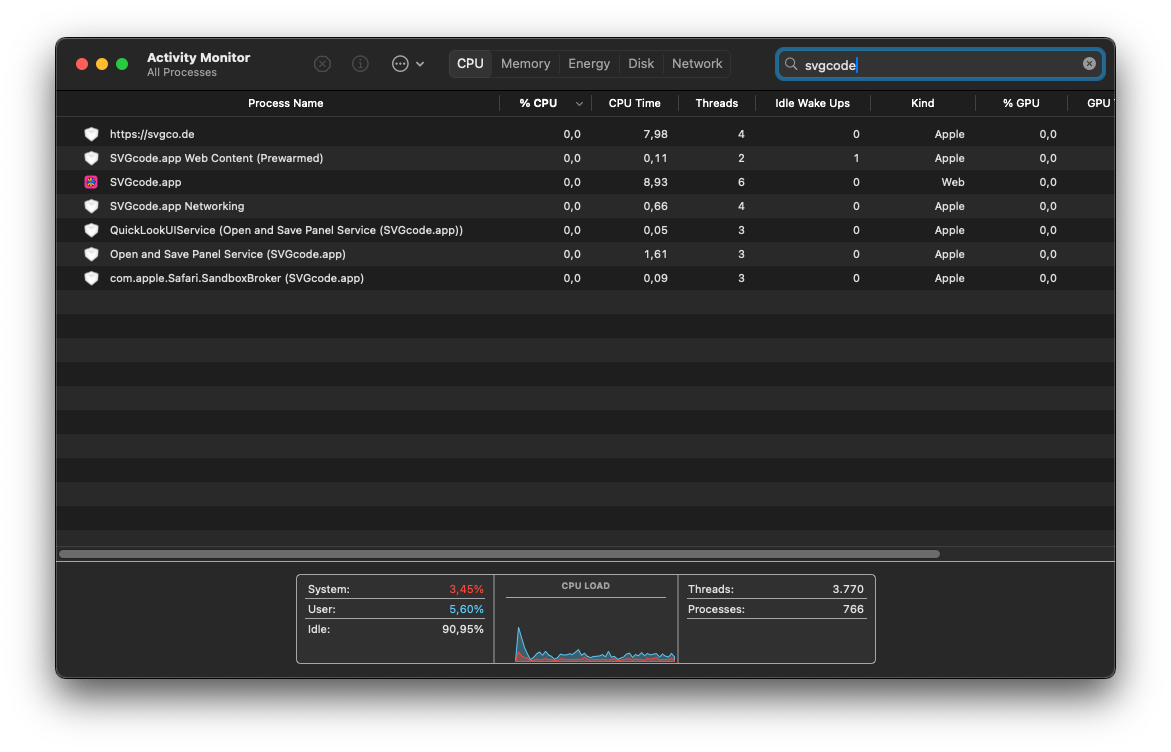 Activity Monitor
All Processes
CPU Memory Energy Disk Network
svgcode
Process Name % CPU CPU Time Threads Idle Wake Ups Kind % GPU GPU
https://svgco.de 0,0 7,98 4 0 Apple 0,0
SVGcode.app Web Content (Prewarmed) 0,0 0,11 2 1 Apple 0,0
SVGcode.app 0,0 8,93 6 0 Web 0,0
SVGcode.app Networking 0,0 0,66 4 0 Apple 0,0
QuickLookUIService (Open and Save Panel Service (SVGcode.app)) 0,0 0,05 3 0 Apple 0,0
Open and Save Panel Service (SVGcode.app) 0,0 1,61 3 0 Apple 0,0
com.apple.Safari.SandboxBroker (SVGcode.app) 0,0 0,09 3 0 Apple 0,0
System: 3,45% CPU LOAD Threads: 3.770
User: 5,60% Processes: 766
Idle: 90,95%